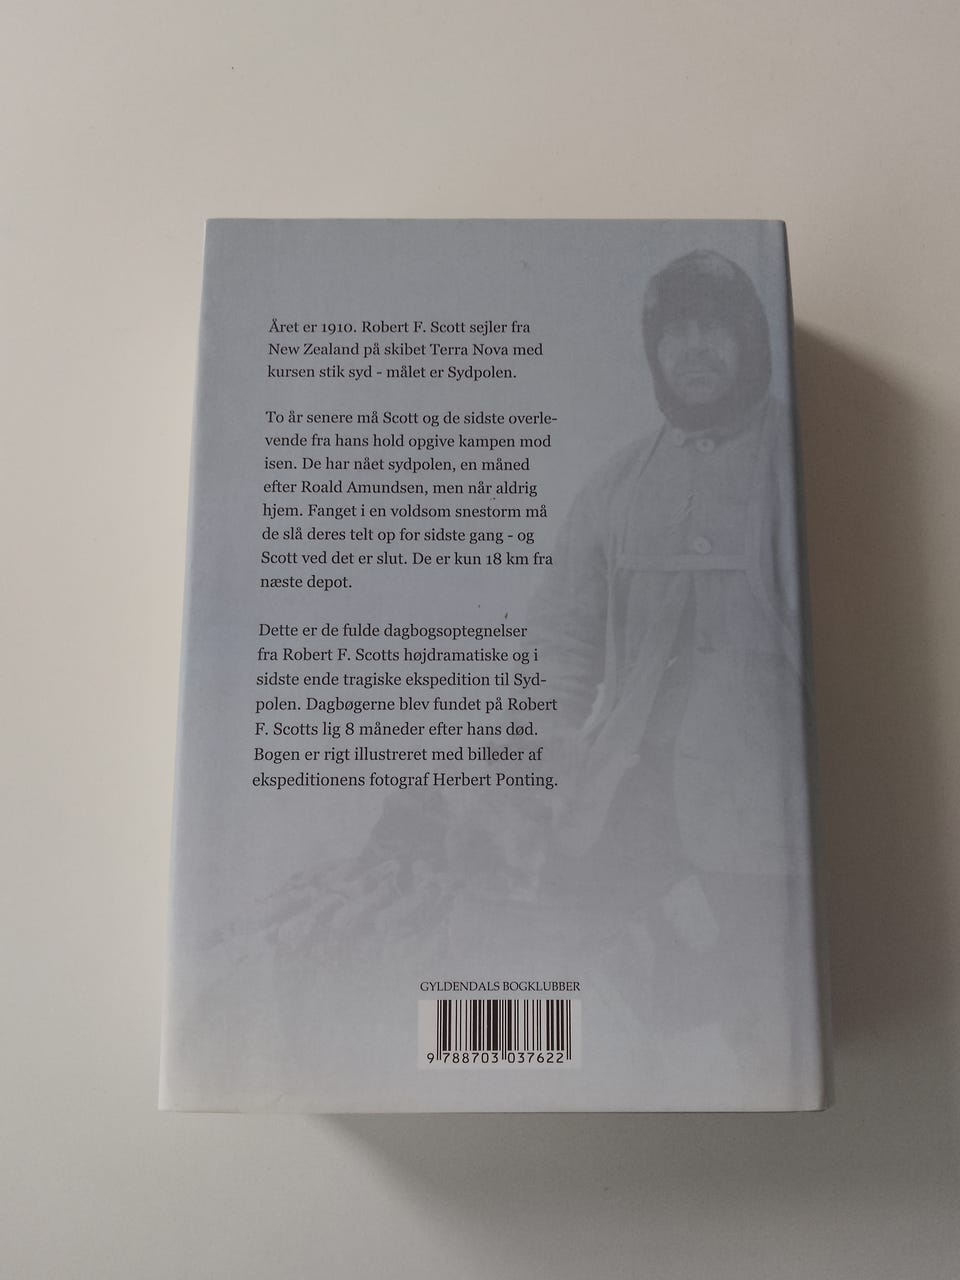 Året er 1910. Robert F. Scott sejler fra
New Zealand på skibet Terra Nova med
kursen stik syd - målet er Sydpolen.
To år senere må Scott og de sidste overle-
vende fra hans hold opgive kampen mod
isen. De har nået sydpolen, en måned
efter Roald Amundsen, men når aldrig
hjem. Fanget i en voldsom snestorm må
de slå deres telt op for sidste gang - og
Scott ved det er slut. De er kun 18 km fra
næste depot.
Dette er de fulde dagbogsoptegnelser
fra Robert F. Scotts højdramatiske og i
sidste ende tragiske ekspedition til Syd-
polen. Dagbøgerne blev fundet på Robert
F. Scotts lig 8 måneder efter hans død.
Bogen er rigt illustreret med billeder af
ekspeditionens fotograf Herbert Ponting.
GYLDENDALS BOGKLUBBER
9 788703 037622